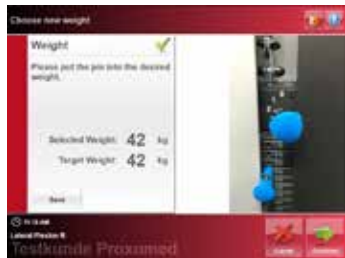 Choose new weight
Weight
Please put the pin into the desired
weight.
Selected Weight: 42 kg
Target Weight: 42 kg
Save
Lateral Flexion R
Testkunde Proxomed